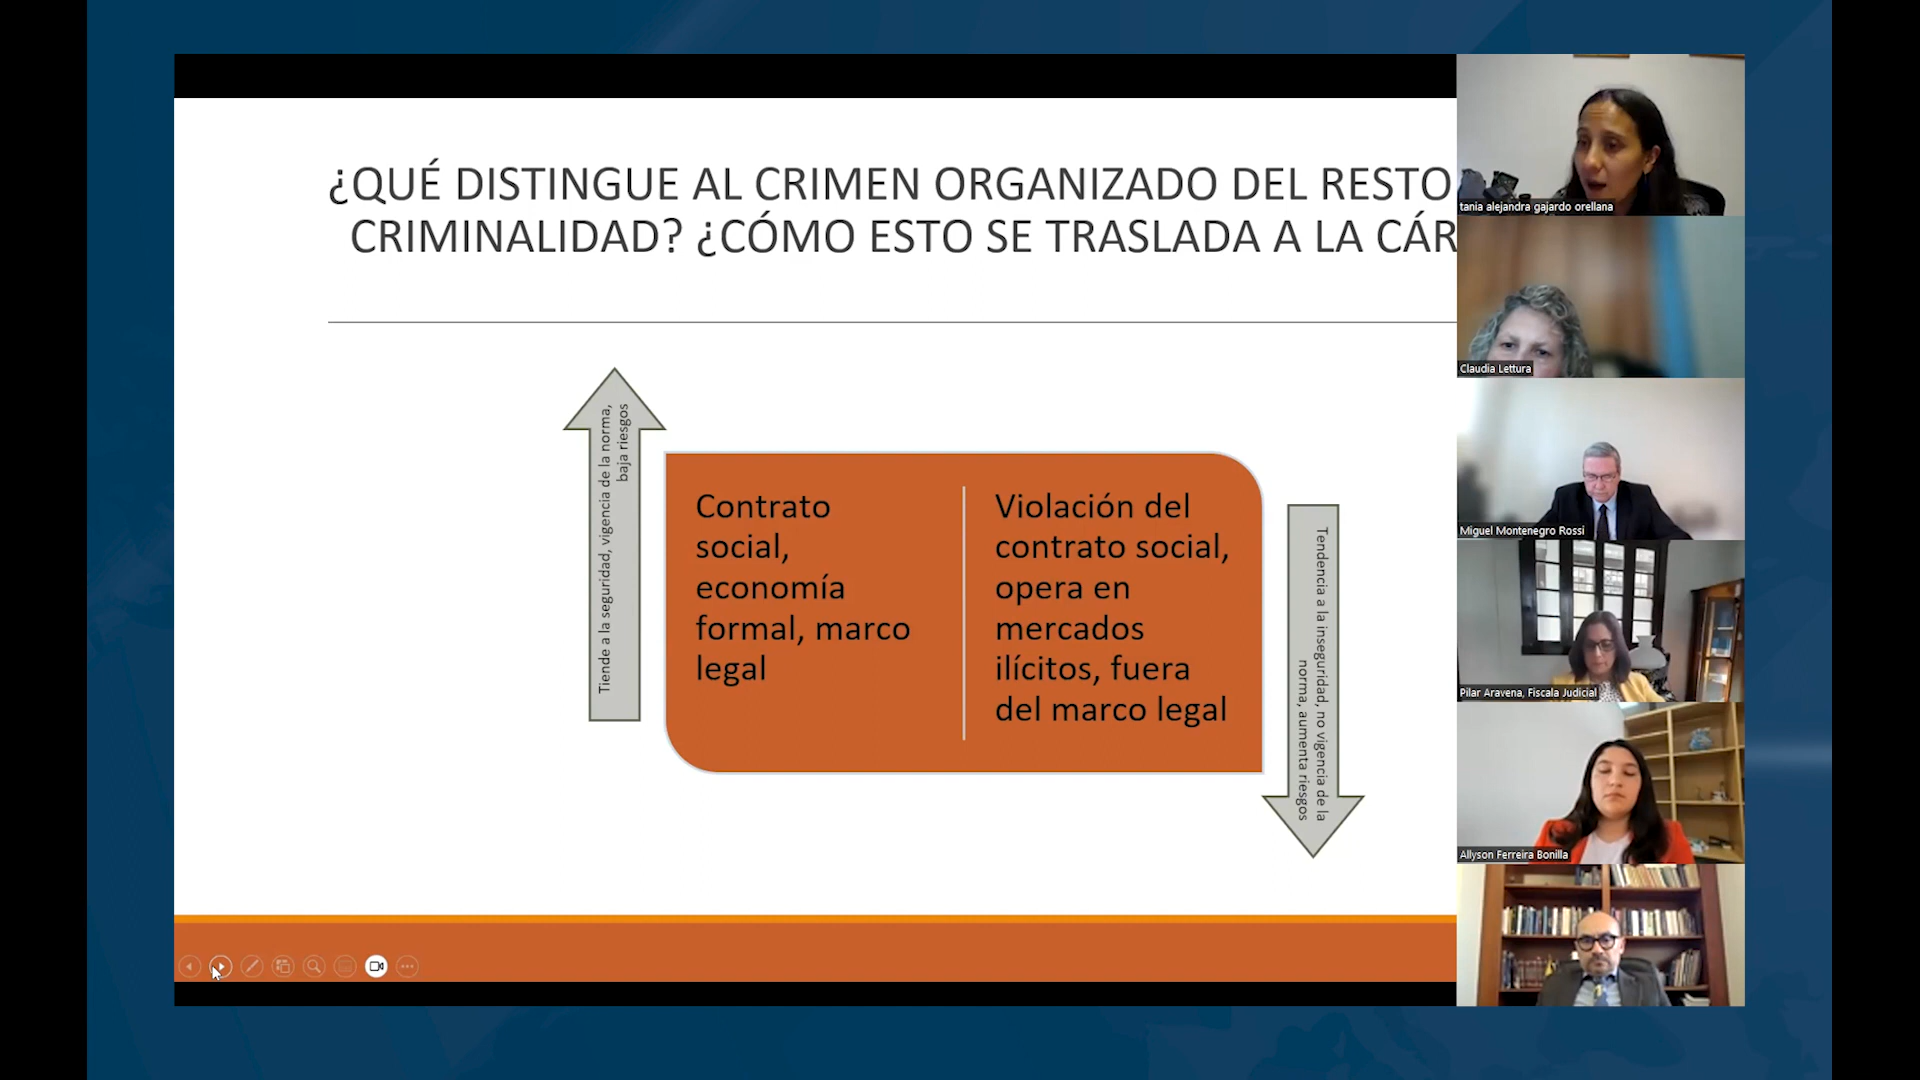 ¿QUÉ DISTINGUE AL CRIMEN ORGANIZADO DEL RESTO
CRIMINALIDAD? ¿CÓMO ESTO SE TRASLADA A LA CÁR
Tiende a la seguridad, vigencia de la norma,
baja riesgos
Contrato
social,
economía
formal, marco
legal
Violación del
contrato social,
opera en
mercados
ilícitos, fuera
del marco legal
Tendencia a la inseguridad, no vigencia de la
norma, aumenta riesgos
tania alejandra gajardo orellana
Claudia Lettura
Miguel Montenegro Rossi
Pilar Aravena, Fiscala Judicial
Allyson Ferreira Bonilla